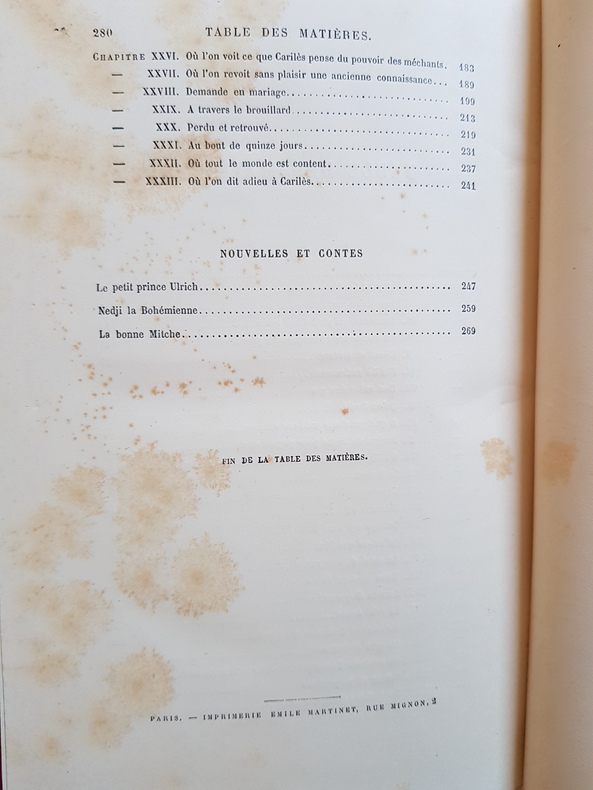 280 TABLE DES MATIÈRES.
CHAPITRE XXVI. Où l'on voit ce que Carilès pense du pouvoir des méchants. 183
— XXVII. Où l'on revoit sans plaisir une ancienne connaissance... 189
— XXVIII. Demande en mariage........................ 199
— XXIX. A travers le brouillard........................ 213
— XXX. Perdu et retrouvé........................ 219
— XXXI. Au bout de quinze jours........................ 231
— XXXII. Où tout le monde est content........................ 237
— XXXIII. Où l'on dit adieu à Carilès........................ 241
NOUVELLES ET CONTES
Le petit prince Ulrich........................ 247
Nedji la Bohémienne........................ 259
La bonne Mitche........................ 269
FIN DE LA TABLE DES MATIÈRES.
PARIS. — IMPRIMERIE EMILE MARTINET, RUE MIGNON, 2